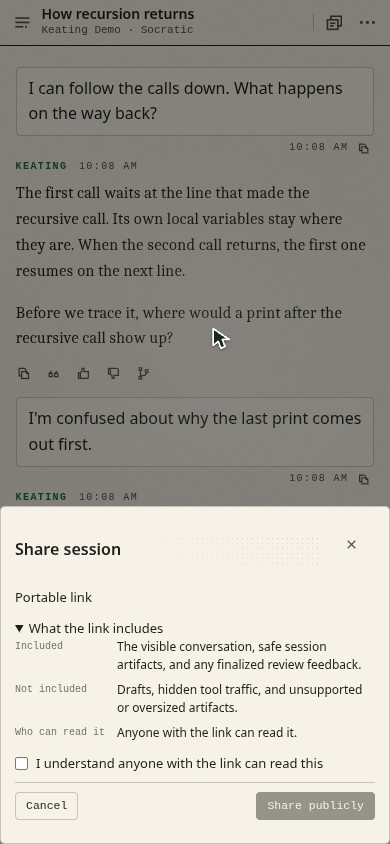 How recursion returns
Keating Demo · Socratic
I can follow the calls down. What happens
on the way back?
10:08 AM
KEATING 10:08 AM
The first call waits at the line that made the
recursive call. Its own local variables stay where
they are. When the second call returns, the first one
resumes on the next line.
Before we trace it, where would a print after the
recursive call show up?
I'm confused about why the last print comes
out first.
10:08 AM
KEATING 10:08 AM
Share session
Portable link
What the link includes
Included The visible conversation, safe session
artifacts, and any finalized review feedback.
Not included Drafts, hidden tool traffic, and unsupported
or oversized artifacts.
Who can read it Anyone with the link can read it.
I understand anyone with the link can read this
Cancel Share publicly